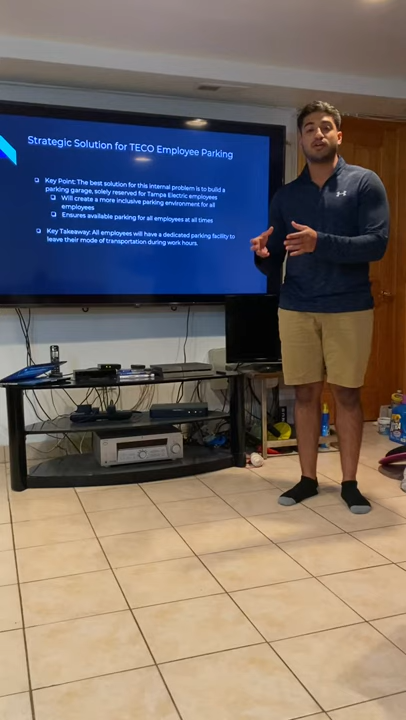 Strategic Solution for TECO Employee Parking
Key Point: The best solution for this internal problem is to build a
parking garage, solely reserved for Tampa Electric employees
Will create a more inclusive parking environment for all
employees
Ensures available parking for all employees at all times
Key Takeaway: All employees will have a dedicated parking facility to
leave their mode of transportation during work hours.